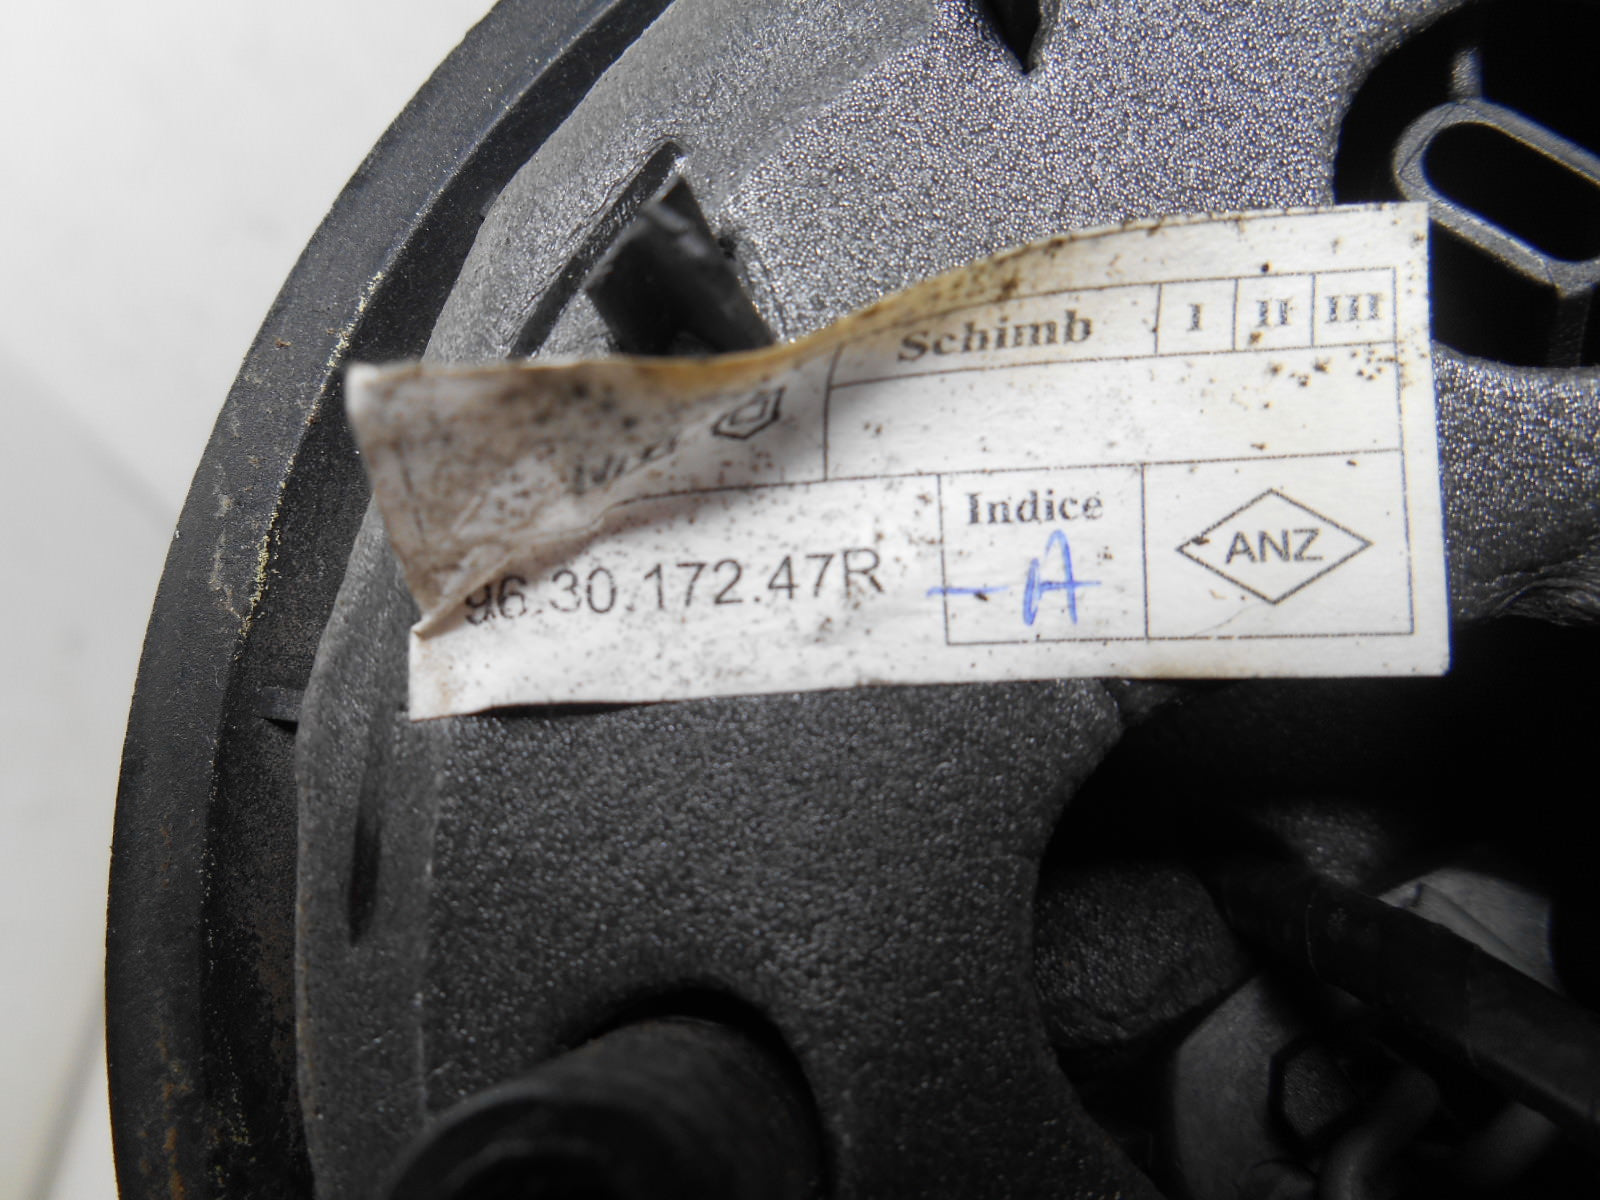 Schimb I II III
Indice
96.30.172.47R
-A
ANZ